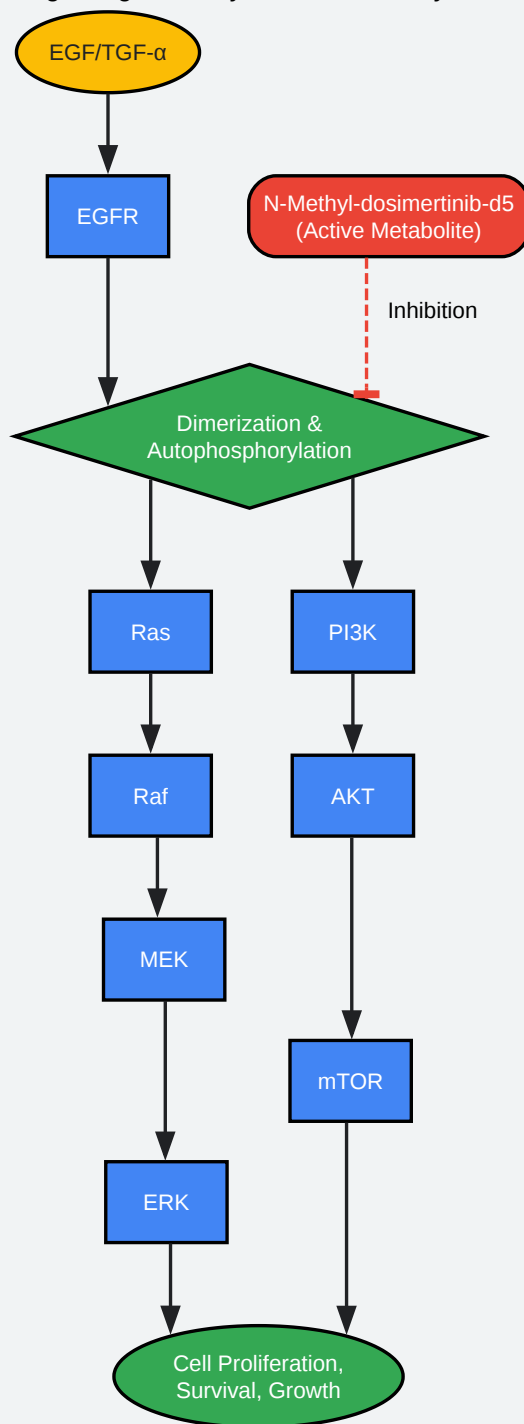 EGF/TGF-α
EGFR
N-Methyl-dosimertinib-d5
(Active Metabolite)
Inhibition
Dimerization &
Autophosphorylation
Ras
PI3K
Raf
AKT
MEK
mTOR
ERK
Cell Proliferation,
Survival, Growth